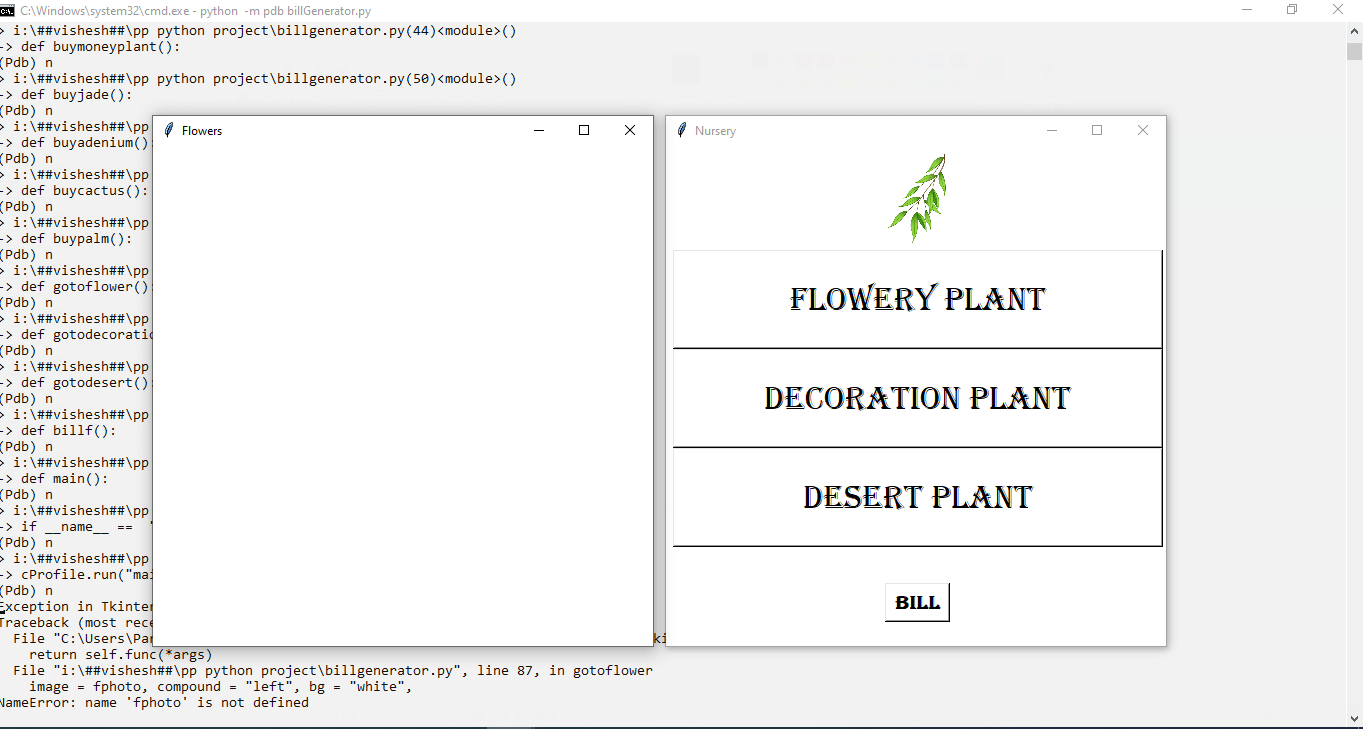 C:\Windows\system32\cmd.exe - python  -m pdb billGenerator.py
> i:\##vishesh##\pp python project\billgenerator.py(44)<module>()
-> def buymoneyplant():
(Pdb) n
> i:\##vishesh##\pp python project\billgenerator.py(50)<module>()
-> def buyjade():
(Pdb) n
> i:\##vishesh##\pp
-> def buyadenium():
(Pdb) n
> i:\##vishesh##\pp
-> def buycactus():
(Pdb) n
> i:\##vishesh##\pp
-> def buypalm():
(Pdb) n
> i:\##vishesh##\pp
-> def gotoflower():
(Pdb) n
> i:\##vishesh##\pp
-> def gotodecoratio
(Pdb) n
> i:\##vishesh##\pp
-> def gotodesert():
(Pdb) n
> i:\##vishesh##\pp
-> def billf():
(Pdb) n
> i:\##vishesh##\pp
-> def main():
(Pdb) n
> i:\##vishesh##\pp
-> if __name__ == '
(Pdb) n
> i:\##vishesh##\pp
-> cProfile.run("mai
(Pdb) n
Exception in Tkinter
Traceback (most rece
File "C:\Users\Par ki
return self.func(*args)
File "i:\##vishesh##\pp python project\billgenerator.py", line 87, in gotoflower
image = fphoto, compound = "left", bg = "white",
NameError: name 'fphoto' is not defined
Flowers
Nursery
FLOWERY PLANT
DECORATION PLANT
DESERT PLANT
BILL